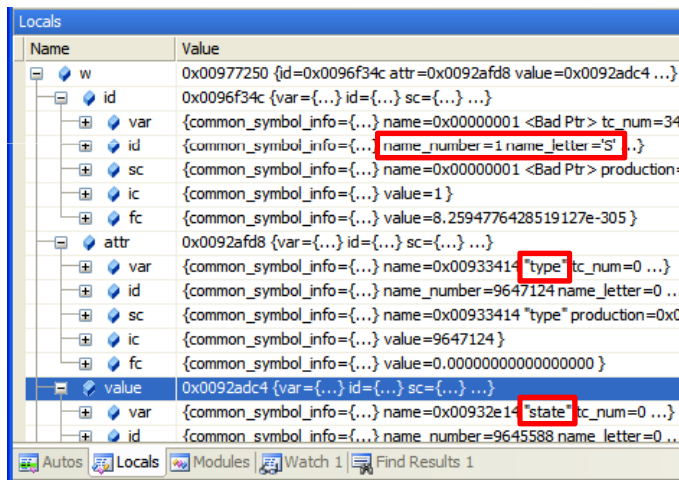 Locals
Name Value
w 0x00977250 {id=0x0096f34c attr=0x0092afd8 value=0x0092adc4 ...}
id 0x0096f34c {var={...} id={...} sc={...} ...}
var {common_symbol_info={...} name=0x00000001 <Bad Ptr> tc_num=34
id {common_symbol_info={...} name_number=1 name_letter='S' ...}
sc {common_symbol_info={...} name=0x00000001 <Bad Ptr> production=
ic {common_symbol_info={...} value=1 }
fc {common_symbol_info={...} value=8.2594776428519127e-305 }
attr 0x0092afd8 {var={...} id={...} sc={...} ...}
var {common_symbol_info={...} name=0x00933414 "type" tc_num=0 ...}
id {common_symbol_info={...} name_number=9647124 name_letter=0 ..
sc {common_symbol_info={...} name=0x00933414 "type" production=0x0
ic {common_symbol_info={...} value=9647124 }
fc {common_symbol_info={...} value=0.00000000000000000 }
value 0x0092adc4 {var={...} id={...} sc={...} ...}
var {common_symbol_info={...} name=0x00932e14 "state" tc_num=0 ...}
id {common_symbol_info={...} name_number=9645588 name_letter=0 ..
Autos Locals Modules Watch 1 Find Results 1